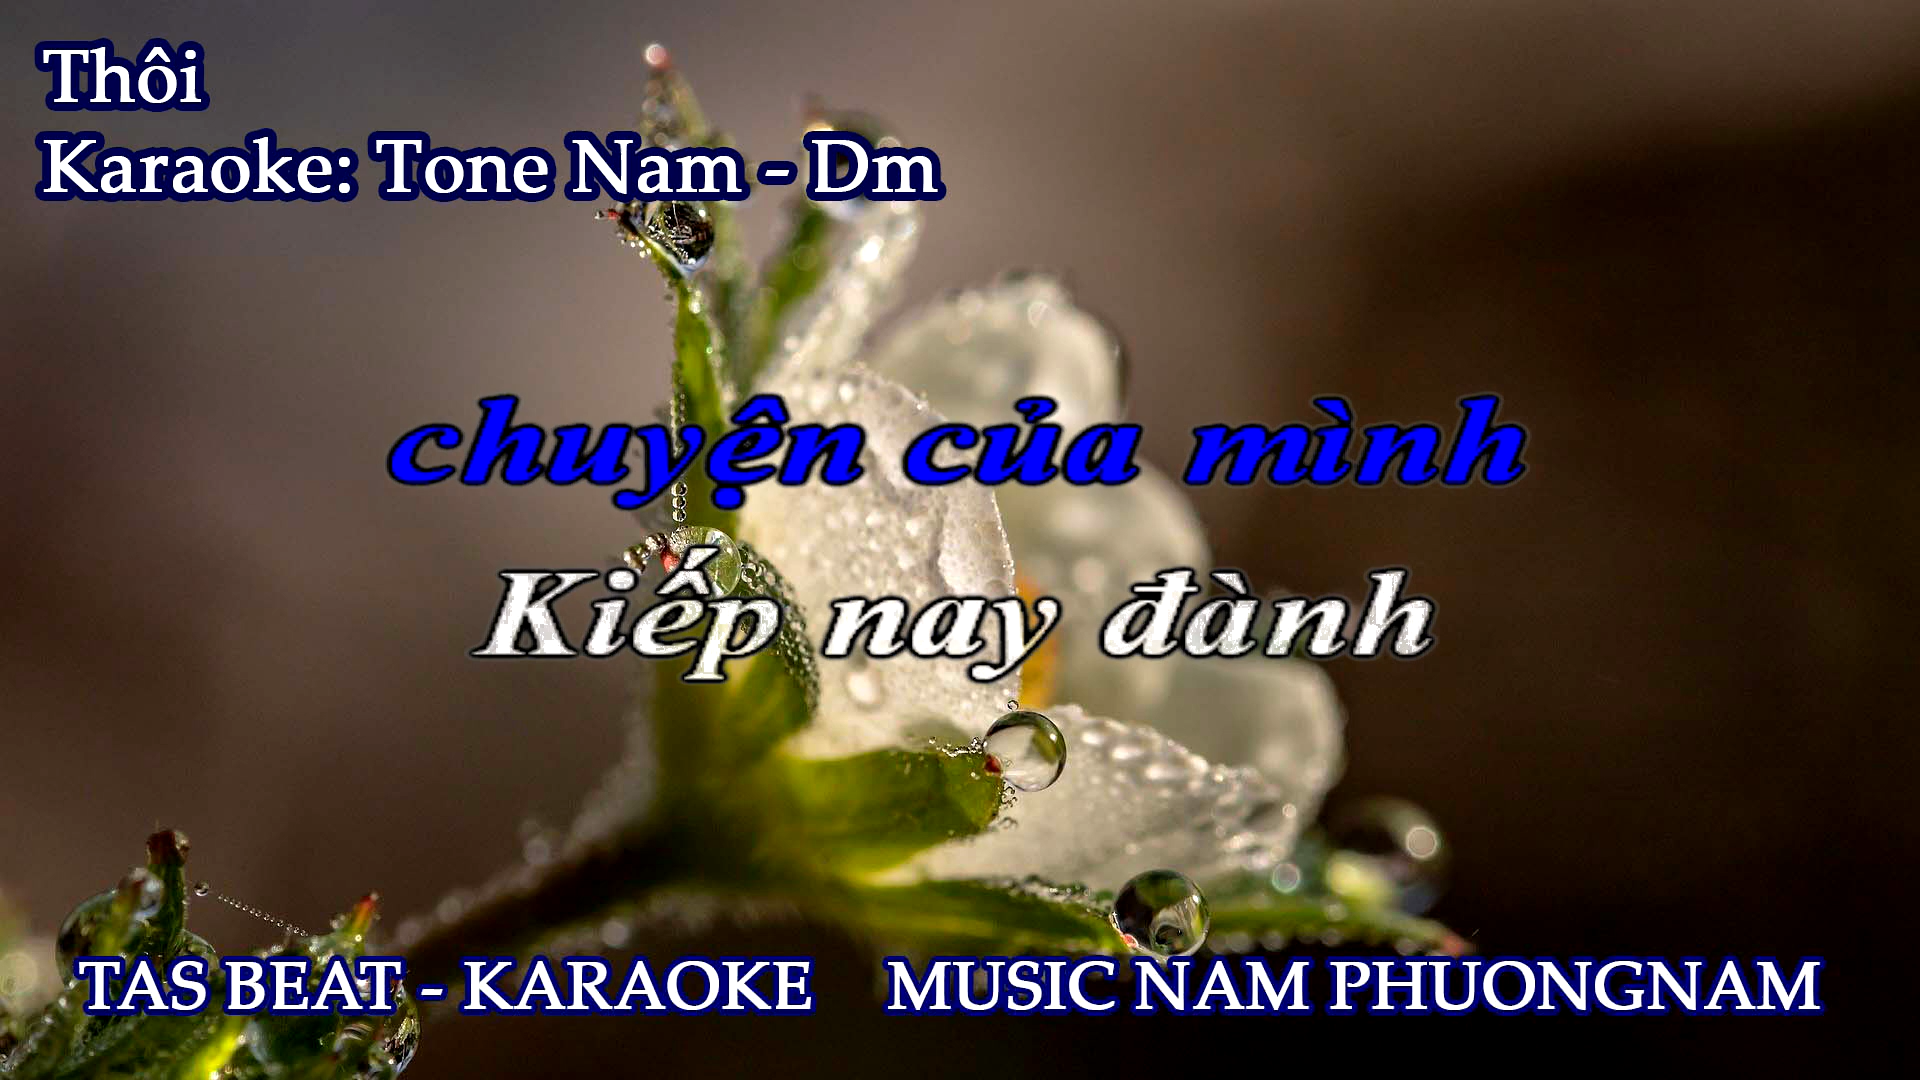 Thôi
Karaoke: Tone Nam - Dm
chuyện của mình
Kiếp nay đành
TAS BEAT - KARAOKE MUSIC NAM PHUONGNAM